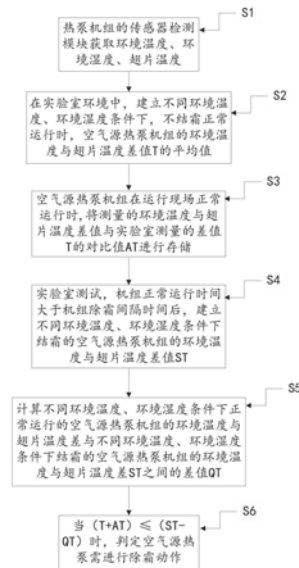 S1
热泵机组的传感器检测
模块获取环境温度、环
境湿度、翅片温度
S2
在实验室环境中，建立不同环境温
度、环境湿度条件下，不结霜正常
运行时，空气源热泵机组的环境温
度与翅片温度差值T的平均值
S3
空气源热泵机组在运行现场正常
运行时，将测量的环境温度与翅
片温度差值与实验室测量的差值
T的对比值AT进行存储
S4
实验室测试，机组正常运行时间
大于机组除霜间隔时间后，建立
不同环境温度、环境湿度条件下
结霜的空气源热泵机组的环境温
度与翅片温度差值ST
S5
计算不同环境温度、环境湿度条件下正
常运行的空气源热泵机组的环境温度与
翅片温度差与不同环境温度、环境湿度
条件下结霜的空气源热泵机组的环境温
度与翅片温度差ST之间的差值QT
S6
当（T+AT）≤（ST-
QT）时，判定空气源热
泵需进行除霜动作